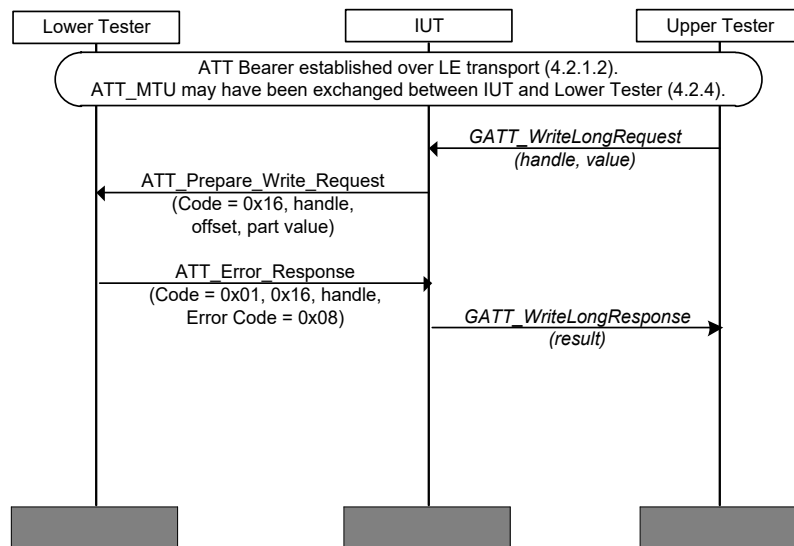 Lower Tester
IUT
Upper Tester
ATT Bearer established over LE transport (4.2.1.2).
ATT_MTU may have been exchanged between IUT and Lower Tester (4.2.4).
GATT_WriteLongRequest
(handle, value)
ATT_Prepare_Write_Request
(Code = 0x16, handle,
offset, part value)
ATT_Error_Response
(Code = 0x01, 0x16, handle,
Error Code = 0x08)
GATT_WriteLongResponse
(result)